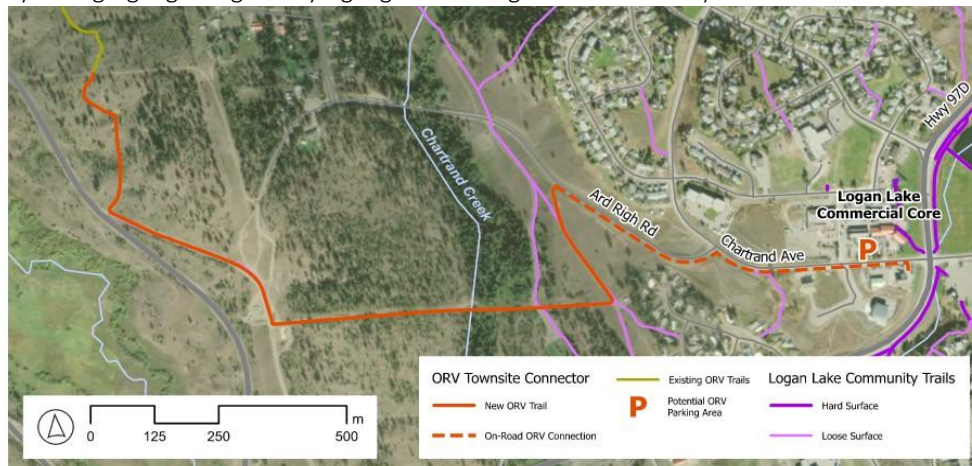 Hwy 97D
Chartrand Creek
Ard Righ Rd
Logan Lake
Commercial Core
Chartrand Ave
P
ORV Townsite Connector
New ORV Trail
On-Road ORV Connection
Existing ORV Trails
P
Potential ORV
Parking Area
Logan Lake Community Trails
Hard Surface
Loose Surface
m
0 125 250 500